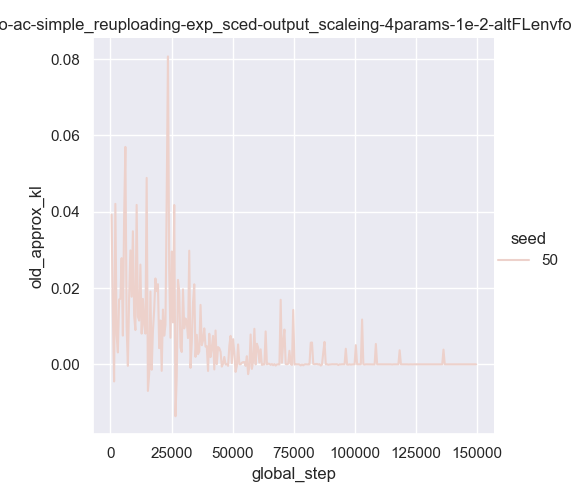 o-ac-simple_reuploading-exp_sced-output_scaleing-4params-1e-2-altFLenvfo
0.08
0.06
0.04
0.02
0.00
old_approx_kl
seed
50
0 25000 50000 75000 100000 125000 150000
global_step